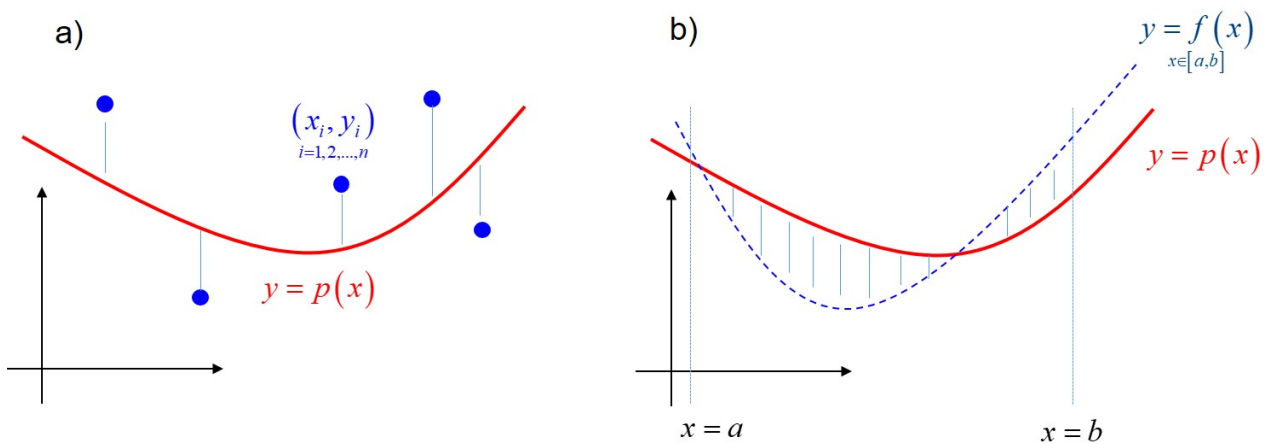 a)
(x_i, y_i)
i=1,2,...,n
y = p(x)
b)
y = f(x)
x∈[a,b]
y = p(x)
x = a
x = b